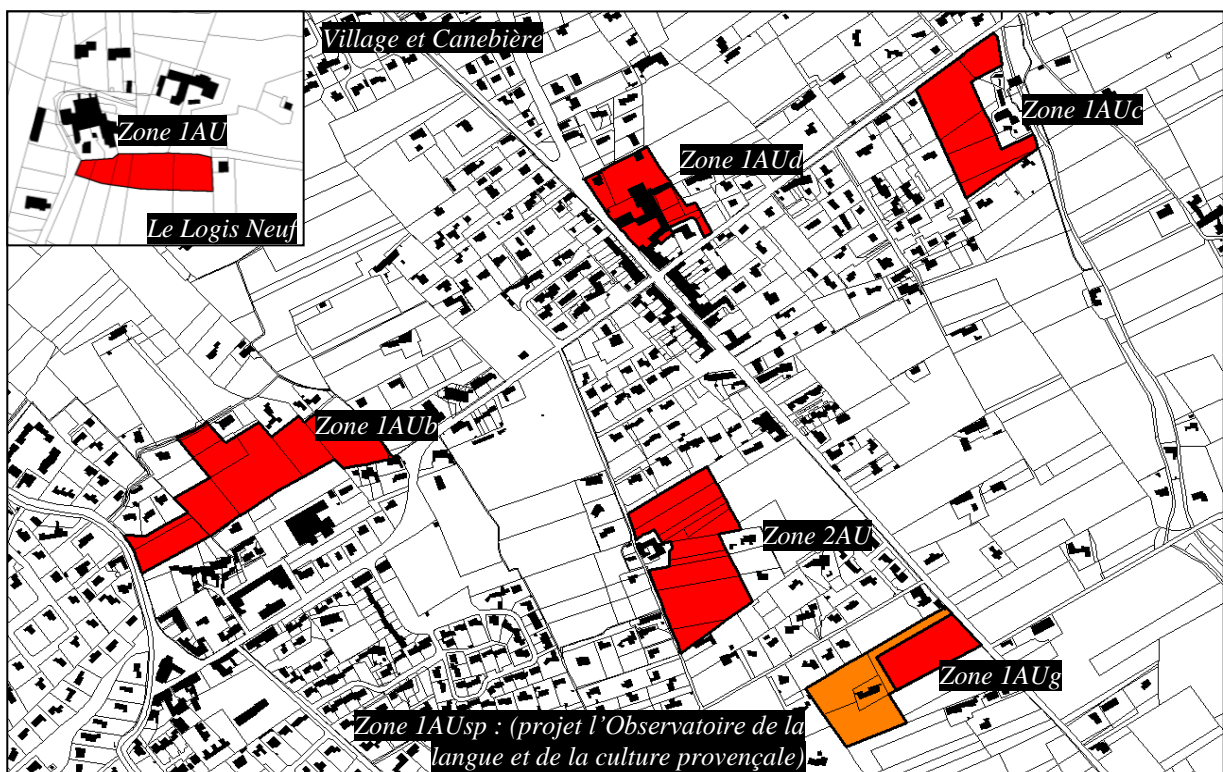 Village et Canebière
Zone 1AU
Le Logis Neuf
Zone 1AUc
Zone 1AUd
Zone 1AUb
Zone 2AU
Zone 1AUg
Zone 1AUsp : (projet l’Observatoire de la
langue et de la culture provençale)